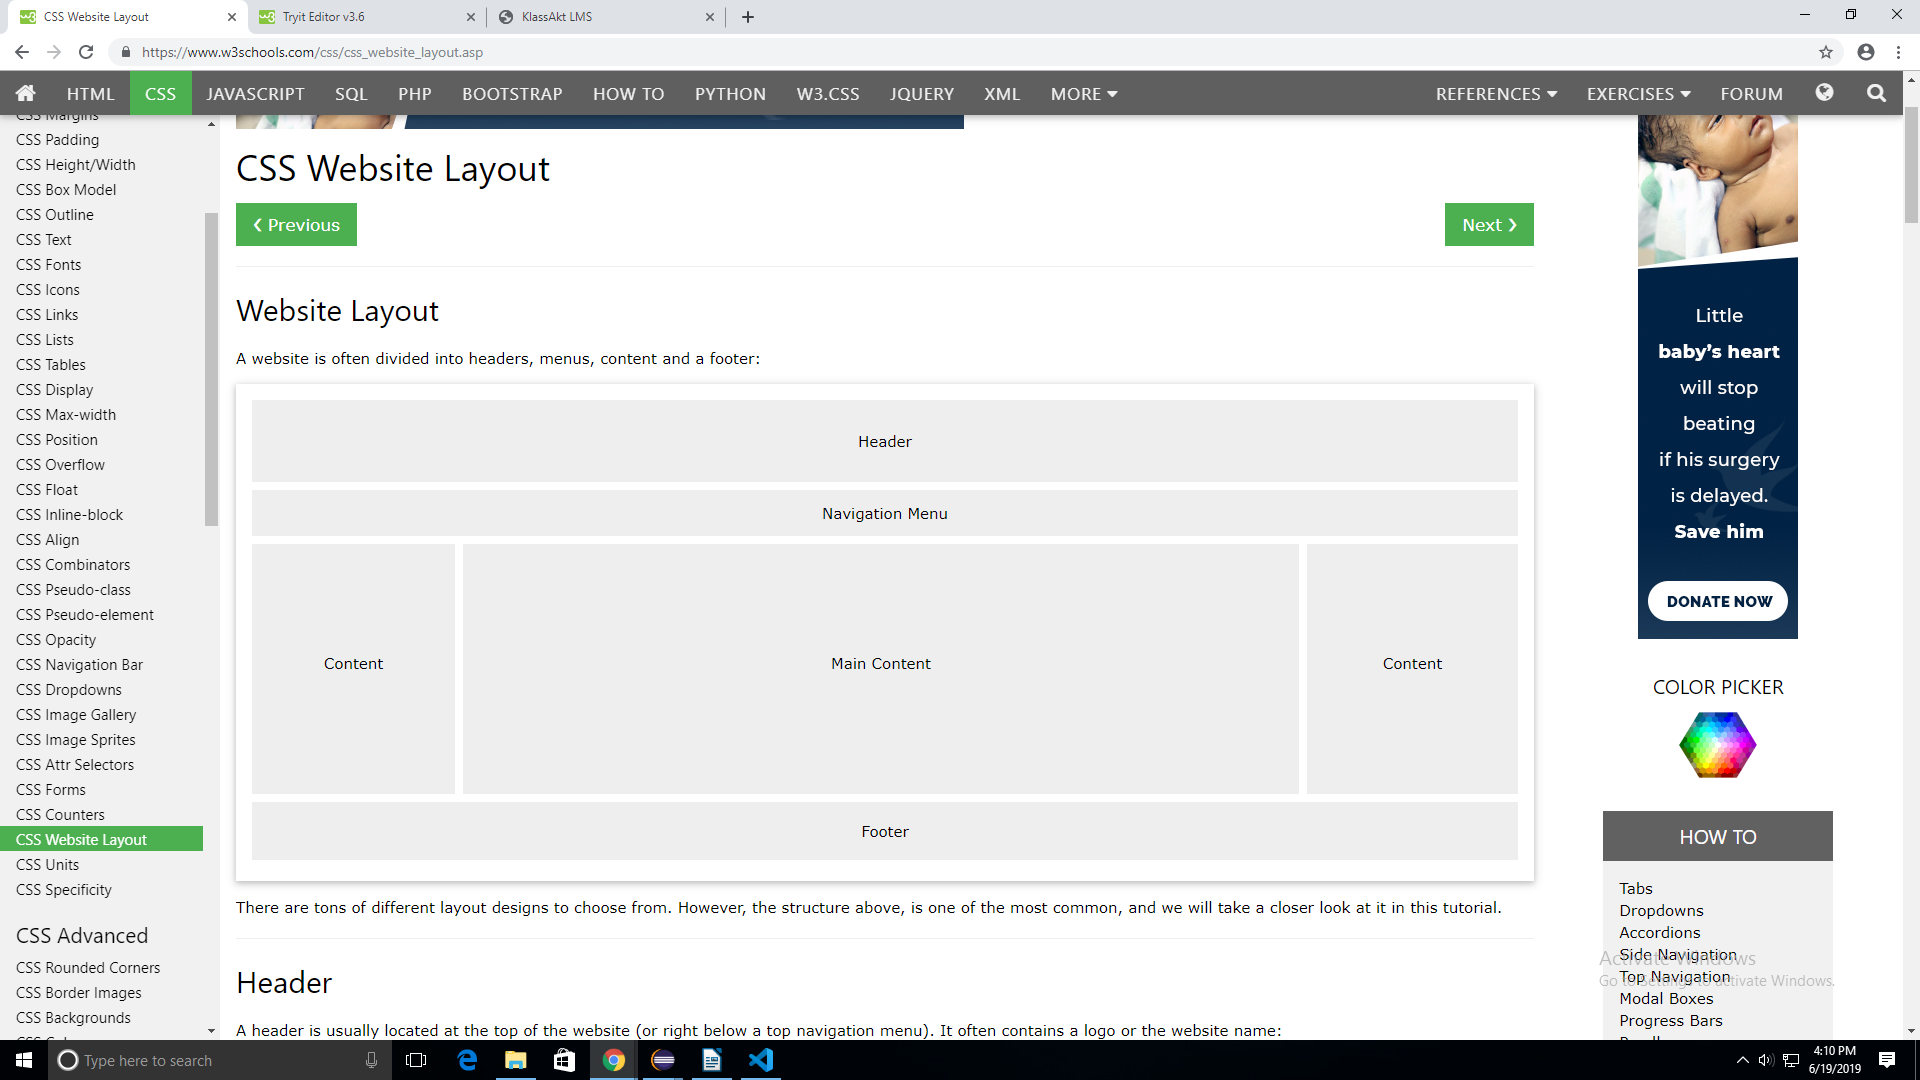 CSS Website Layout
Tryit Editor v3.6
KlassAkt LMS
https://www.w3schools.com/css/css_website_layout.asp
HTML
CSS
JAVASCRIPT
SQL
PHP
BOOTSTRAP
HOW TO
PYTHON
W3.CSS
JQUERY
XML
MORE
REFERENCES
EXERCISES
FORUM
CSS Margins
CSS Padding
CSS Height/Width
CSS Box Model
CSS Outline
CSS Text
CSS Fonts
CSS Icons
CSS Links
CSS Lists
CSS Tables
CSS Display
CSS Max-width
CSS Position
CSS Overflow
CSS Float
CSS Inline-block
CSS Align
CSS Combinators
CSS Pseudo-class
CSS Pseudo-element
CSS Opacity
CSS Navigation Bar
CSS Dropdowns
CSS Image Gallery
CSS Image Sprites
CSS Attr Selectors
CSS Forms
CSS Counters
CSS Website Layout
CSS Units
CSS Specificity
CSS Advanced
CSS Rounded Corners
CSS Border Images
CSS Backgrounds
CSS Website Layout
❮ Previous
Next ❯
Website Layout
A website is often divided into headers, menus, content and a footer:
Header
Navigation Menu
Content
Main Content
Content
Footer
There are tons of different layout designs to choose from. However, the structure above, is one of the most common, and we will take a closer look at it in this tutorial.
Header
A header is usually located at the top of the website (or right below a top navigation menu). It often contains a logo or the website name:
Little
baby's heart
will stop
beating
if his surgery
is delayed.
Save him
DONATE NOW
COLOR PICKER
HOW TO
Tabs
Dropdowns
Accordions
Side Navigation
Top Navigation
Modal Boxes
Progress Bars
Activate Windows
Go to Settings to activate Windows.
Type here to search
4:10 PM
6/19/2019